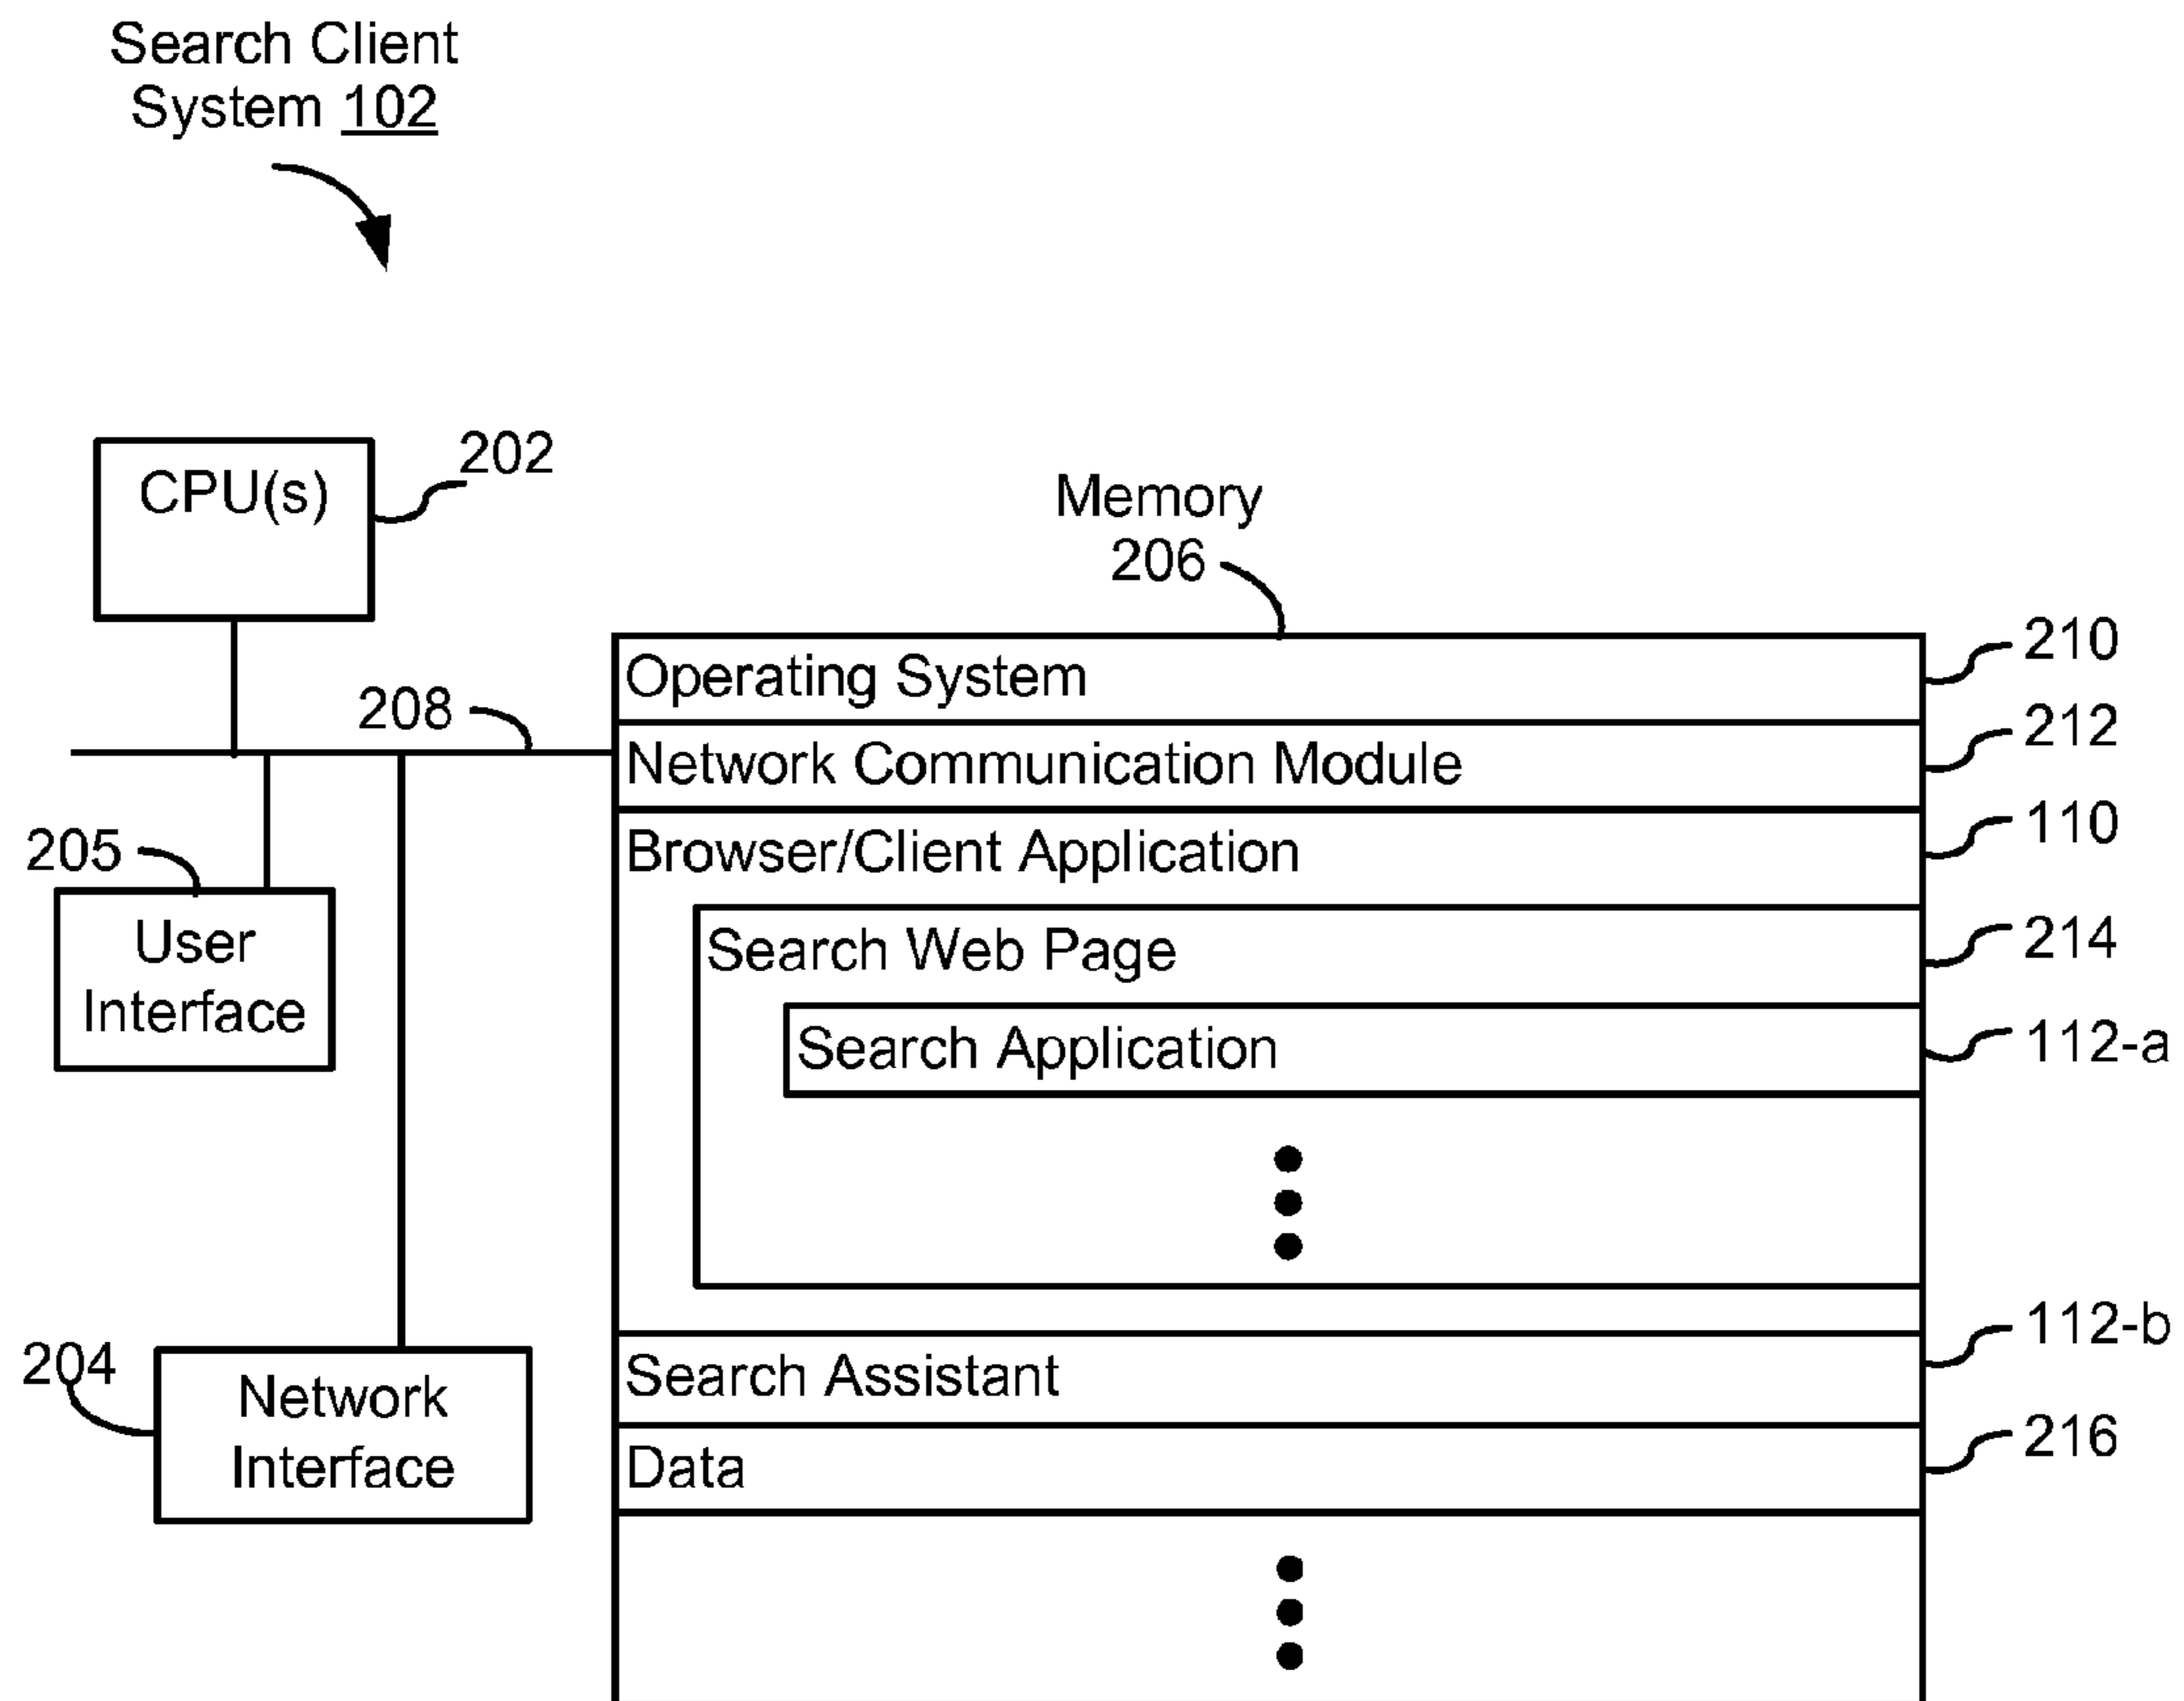 Search Client
System 102
CPU(s)
202
Memory
206
Operating System
210
208
Network Communication Module
212
Browser/Client Application
110
205
User
Interface
Search Web Page
214
Search Application
112-a
Search Assistant
112-b
204
Network
Interface
Data
216